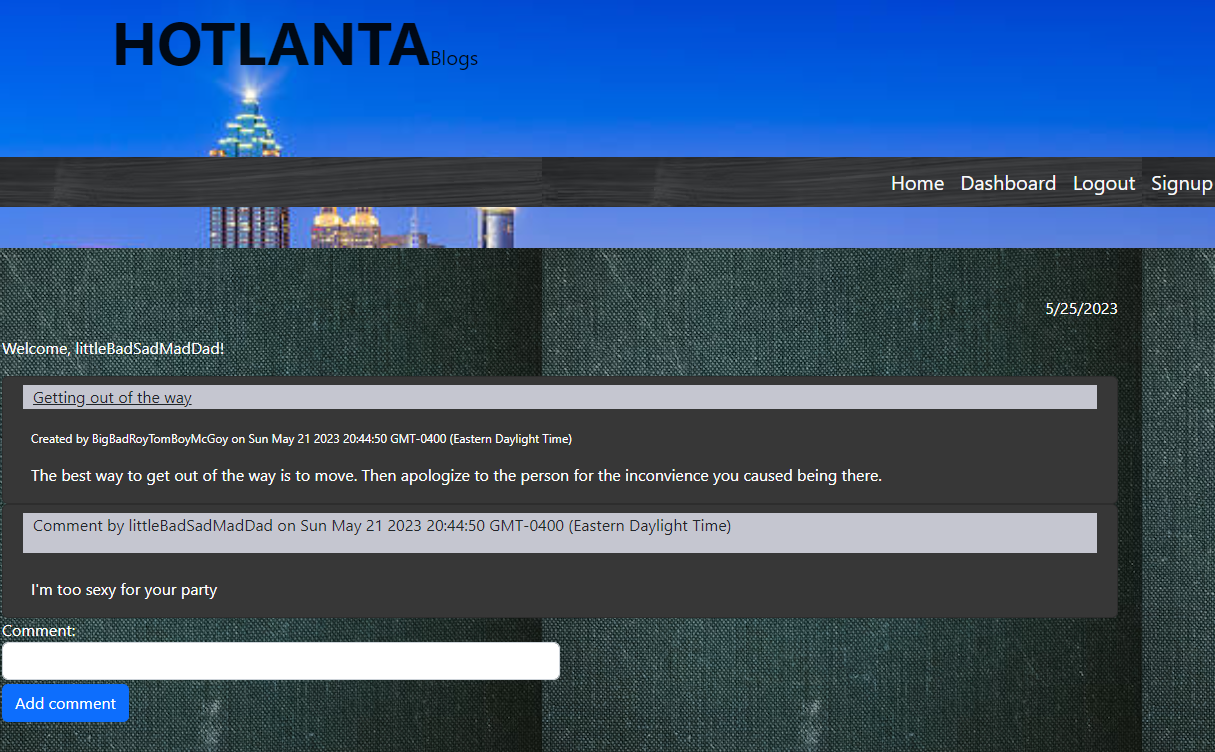 HOTLANTABlogs
Home Dashboard Logout Signup
5/25/2023
Welcome, littleBadSadMadDad!
Getting out of the way
Created by BigBadRoyTomBoyMcGoy on Sun May 21 2023 20:44:50 GMT-0400 (Eastern Daylight Time)
The best way to get out of the way is to move. Then apologize to the person for the inconvience you caused being there.
Comment by littleBadSadMadDad on Sun May 21 2023 20:44:50 GMT-0400 (Eastern Daylight Time)
I'm too sexy for your party
Comment:
Add comment